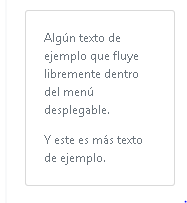 Algún texto de
ejemplo que fluye
libremente dentro
del menú
desplegable.
Y este es más texto
de ejemplo.